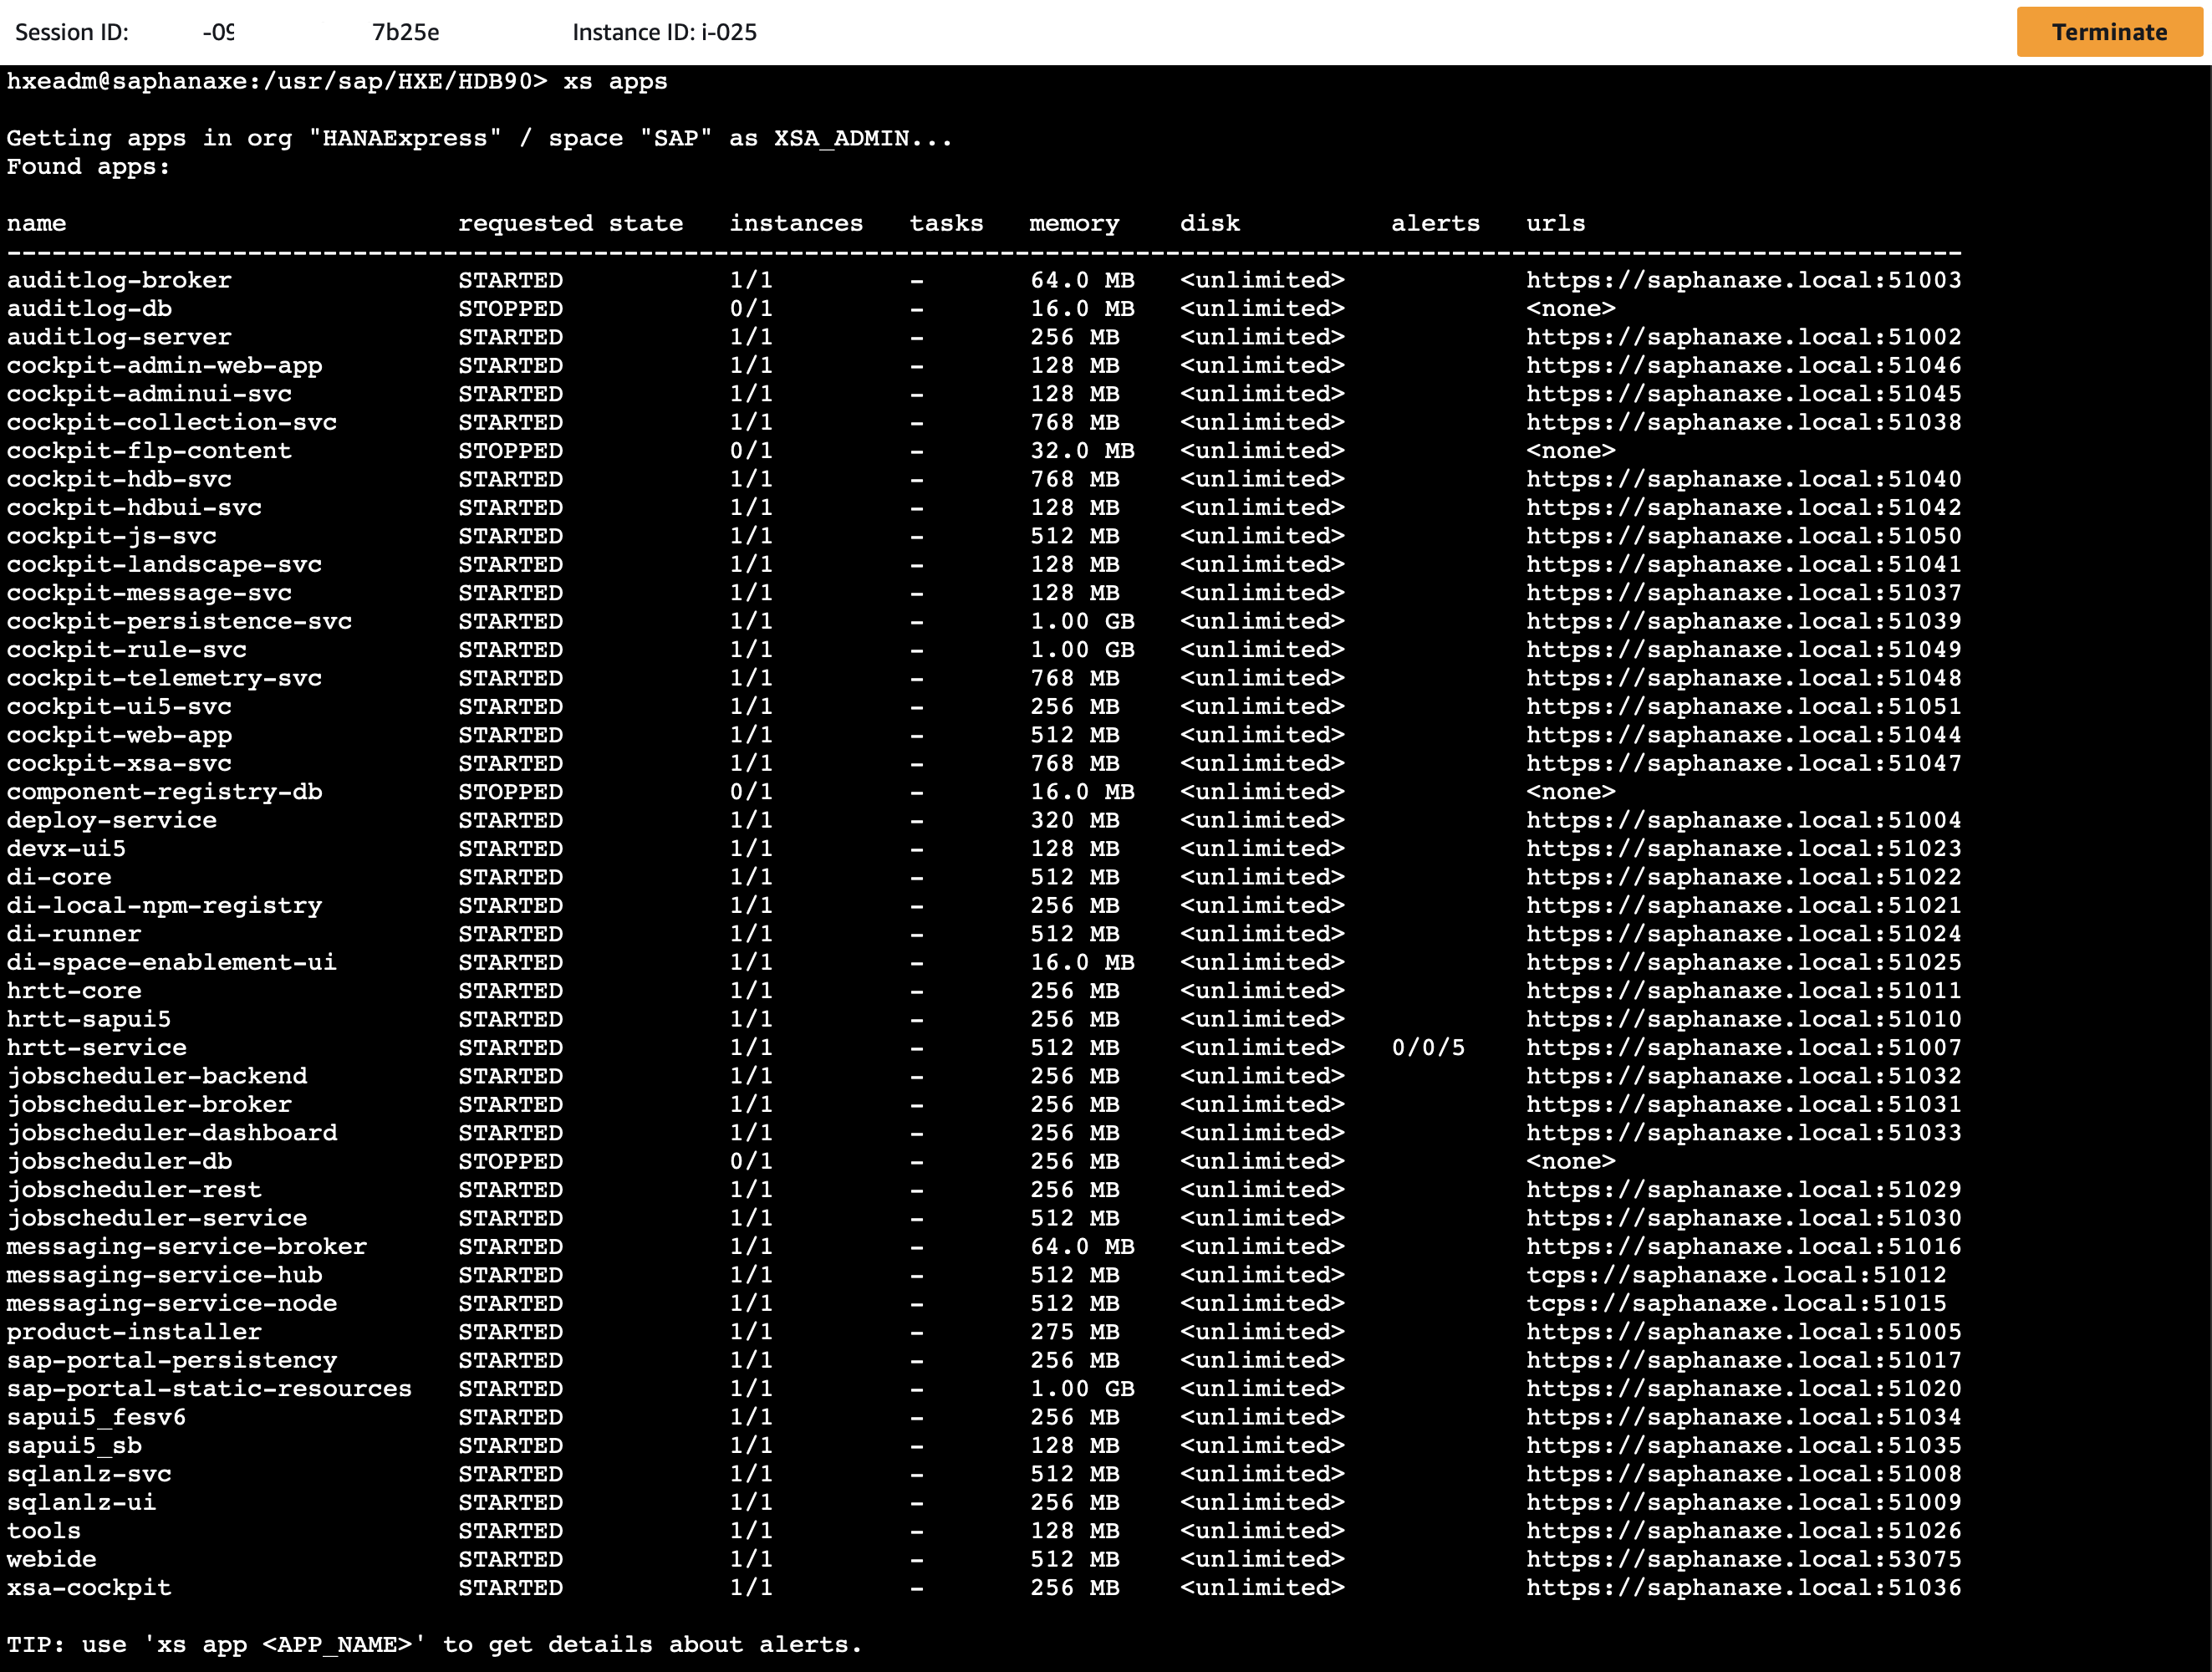 Session ID: -09 7b25e Instance ID: i-025 Terminate
hxeadm@saphanaxe:/usr/sap/HXE/HDB90> xs apps
Getting apps in org "HANAExpress" / space "SAP" as XSA_ADMIN...
Found apps:
name requested state instances tasks memory disk alerts urls
--------------------------------------------------------------------------------------------------------------------------------
auditlog-broker STARTED 1/1 - 64.0 MB <unlimited> https://saphanaxe.local:51003
auditlog-db STOPPED 0/1 - 16.0 MB <unlimited> <none>
auditlog-server STARTED 1/1 - 256 MB <unlimited> https://saphanaxe.local:51002
cockpit-admin-web-app STARTED 1/1 - 128 MB <unlimited> https://saphanaxe.local:51046
cockpit-adminui-svc STARTED 1/1 - 128 MB <unlimited> https://saphanaxe.local:51045
cockpit-collection-svc STARTED 1/1 - 768 MB <unlimited> https://saphanaxe.local:51038
cockpit-flp-content STOPPED 0/1 - 32.0 MB <unlimited> <none>
cockpit-hdb-svc STARTED 1/1 - 768 MB <unlimited> https://saphanaxe.local:51040
cockpit-hdbui-svc STARTED 1/1 - 128 MB <unlimited> https://saphanaxe.local:51042
cockpit-js-svc STARTED 1/1 - 512 MB <unlimited> https://saphanaxe.local:51050
cockpit-landscape-svc STARTED 1/1 - 128 MB <unlimited> https://saphanaxe.local:51041
cockpit-message-svc STARTED 1/1 - 128 MB <unlimited> https://saphanaxe.local:51037
cockpit-persistence-svc STARTED 1/1 - 1.00 GB <unlimited> https://saphanaxe.local:51039
cockpit-rule-svc STARTED 1/1 - 1.00 GB <unlimited> https://saphanaxe.local:51049
cockpit-telemetry-svc STARTED 1/1 - 768 MB <unlimited> https://saphanaxe.local:51048
cockpit-ui5-svc STARTED 1/1 - 256 MB <unlimited> https://saphanaxe.local:51051
cockpit-web-app STARTED 1/1 - 512 MB <unlimited> https://saphanaxe.local:51044
cockpit-xsa-svc STARTED 1/1 - 768 MB <unlimited> https://saphanaxe.local:51047
component-registry-db STOPPED 0/1 - 16.0 MB <unlimited> <none>
deploy-service STARTED 1/1 - 320 MB <unlimited> https://saphanaxe.local:51004
devx-ui5 STARTED 1/1 - 128 MB <unlimited> https://saphanaxe.local:51023
di-core STARTED 1/1 - 512 MB <unlimited> https://saphanaxe.local:51022
di-local-npm-registry STARTED 1/1 - 256 MB <unlimited> https://saphanaxe.local:51021
di-runner STARTED 1/1 - 512 MB <unlimited> https://saphanaxe.local:51024
di-space-enablement-ui STARTED 1/1 - 16.0 MB <unlimited> https://saphanaxe.local:51025
hrtt-core STARTED 1/1 - 256 MB <unlimited> https://saphanaxe.local:51011
hrtt-sapui5 STARTED 1/1 - 256 MB <unlimited> https://saphanaxe.local:51010
hrtt-service STARTED 1/1 - 512 MB <unlimited> 0/0/5 https://saphanaxe.local:51007
jobscheduler-backend STARTED 1/1 - 256 MB <unlimited> https://saphanaxe.local:51032
jobscheduler-broker STARTED 1/1 - 256 MB <unlimited> https://saphanaxe.local:51031
jobscheduler-dashboard STARTED 1/1 - 256 MB <unlimited> https://saphanaxe.local:51033
jobscheduler-db STOPPED 0/1 - 256 MB <unlimited> <none>
jobscheduler-rest STARTED 1/1 - 256 MB <unlimited> https://saphanaxe.local:51029
jobscheduler-service STARTED 1/1 - 512 MB <unlimited> https://saphanaxe.local:51030
messaging-service-broker STARTED 1/1 - 64.0 MB <unlimited> https://saphanaxe.local:51016
messaging-service-hub STARTED 1/1 - 512 MB <unlimited> tcps://saphanaxe.local:51012
messaging-service-node STARTED 1/1 - 512 MB <unlimited> tcps://saphanaxe.local:51015
product-installer STARTED 1/1 - 275 MB <unlimited> https://saphanaxe.local:51005
sap-portal-persistency STARTED 1/1 - 256 MB <unlimited> https://saphanaxe.local:51017
sap-portal-static-resources STARTED 1/1 - 1.00 GB <unlimited> https://saphanaxe.local:51020
sapui5_fesv6 STARTED 1/1 - 256 MB <unlimited> https://saphanaxe.local:51034
sapui5_sb STARTED 1/1 - 128 MB <unlimited> https://saphanaxe.local:51035
sqlanlz-svc STARTED 1/1 - 512 MB <unlimited> https://saphanaxe.local:51008
sqlanlz-ui STARTED 1/1 - 256 MB <unlimited> https://saphanaxe.local:51009
tools STARTED 1/1 - 128 MB <unlimited> https://saphanaxe.local:51026
webide STARTED 1/1 - 512 MB <unlimited> https://saphanaxe.local:53075
xsa-cockpit STARTED 1/1 - 256 MB <unlimited> https://saphanaxe.local:51036
TIP: use 'xs app <APP_NAME>' to get details about alerts.